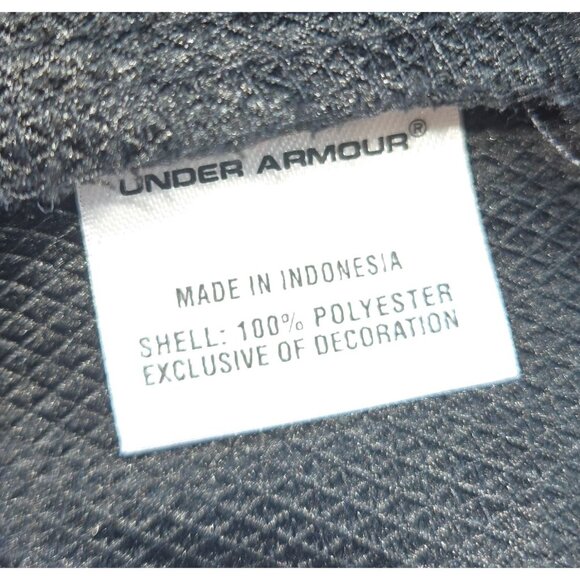 UNDER ARMOUR®
MADE IN INDONESIA
SHELL: 100% POLYESTER
EXCLUSIVE OF DECORATION